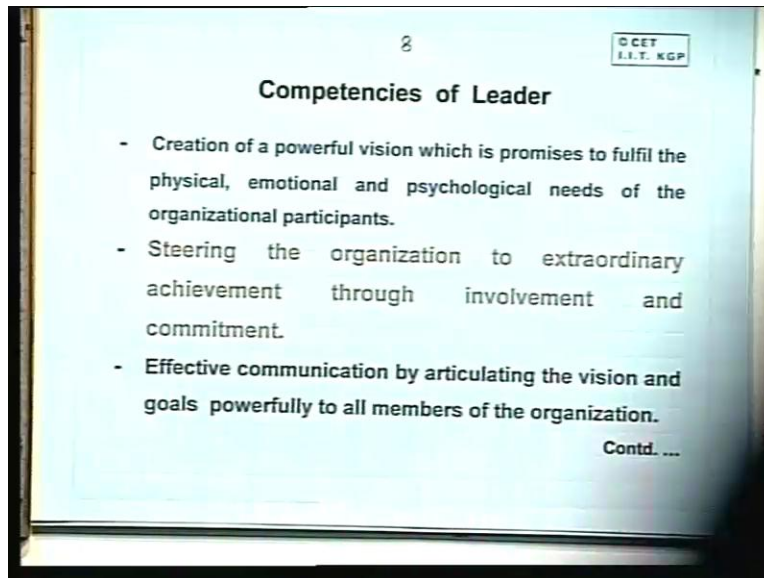 8
© CET
I.I.T. KGP
Competencies of Leader
- Creation of a powerful vision which is promises to fulfil the
physical, emotional and psychological needs of the
organizational participants.
- Steering the organization to extraordinary
achievement through involvement and
commitment.
- Effective communication by articulating the vision and
goals powerfully to all members of the organization.
Contd. ...